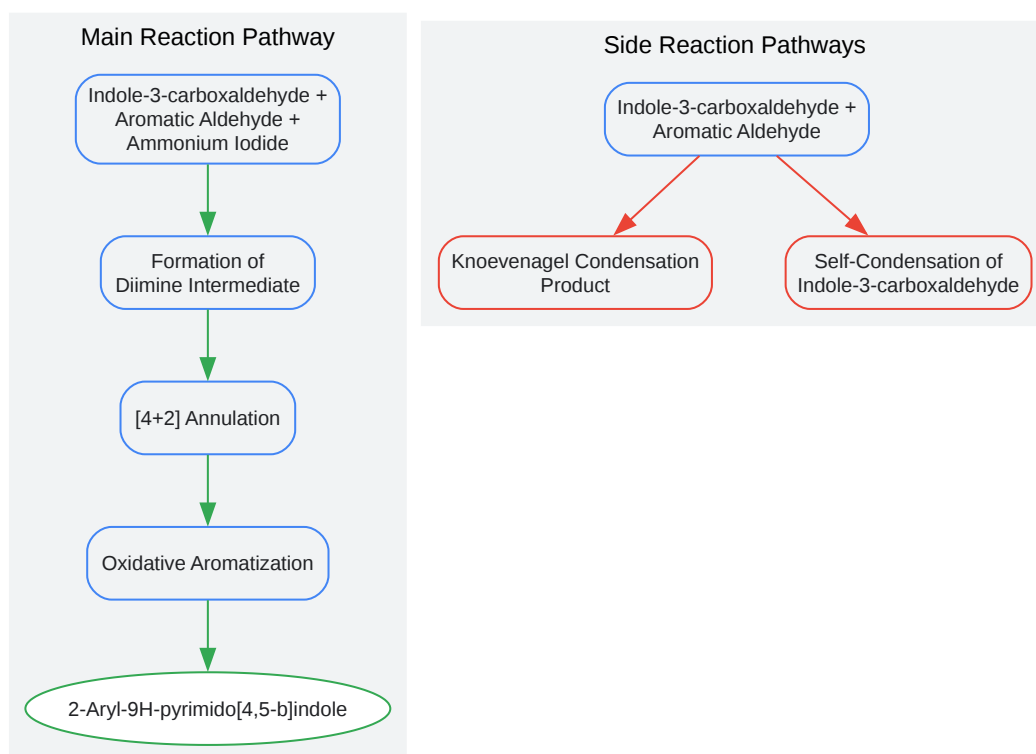 Main Reaction Pathway
Indole-3-carboxaldehyde +
Aromatic Aldehyde +
Ammonium Iodide
Formation of
Diimine Intermediate
[4+2] Annulation
Oxidative Aromatization
2-Aryl-9H-pyrimido[4,5-b]indole
Side Reaction Pathways
Indole-3-carboxaldehyde +
Aromatic Aldehyde
Knoevenagel Condensation
Product
Self-Condensation of
Indole-3-carboxaldehyde